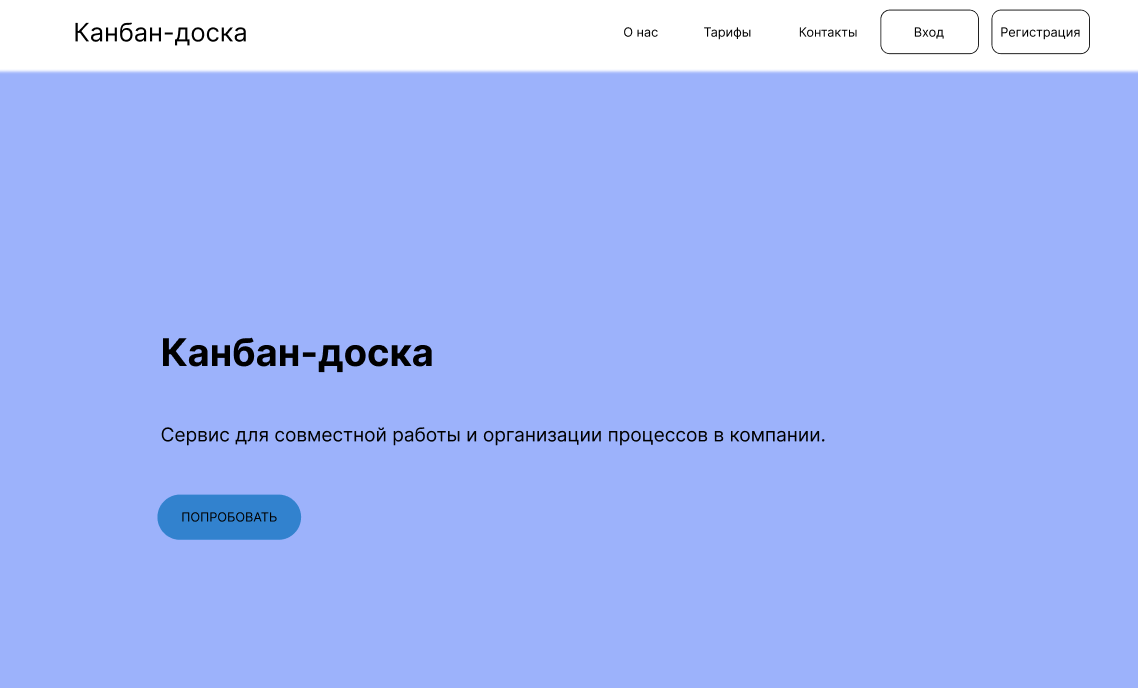 Канбан-доска
О нас Тарифы Контакты Вход Регистрация
Канбан-доска
Сервис для совместной работы и организации процессов в компании.
ПОПРОБОВАТЬ